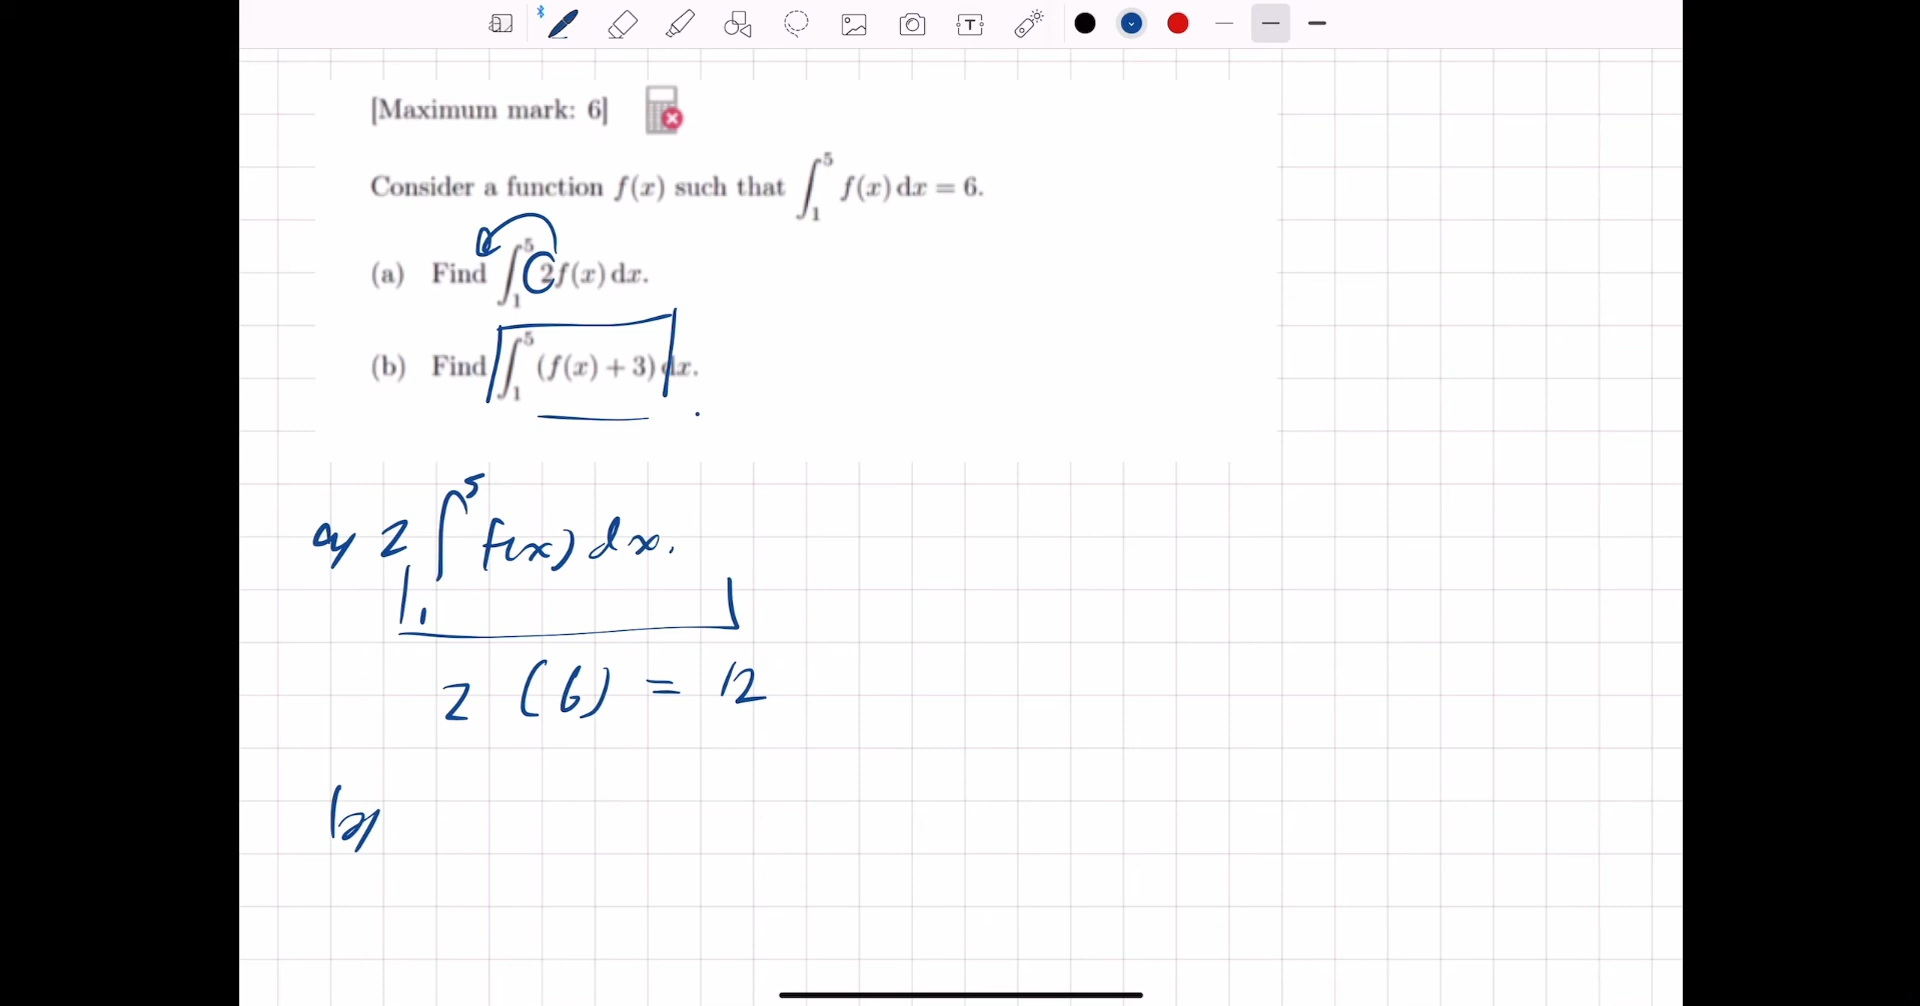 [Maximum mark: 6]
Consider a function f(x) such that ∫₁⁵ f(x) dx = 6.
(a) Find ∫₁⁵ 2f(x) dx.
(b) Find ∫₁⁵ (f(x) + 3) dx.
a) 2 ∫₁⁵ f(x) dx.
2 (6) = 12
b)